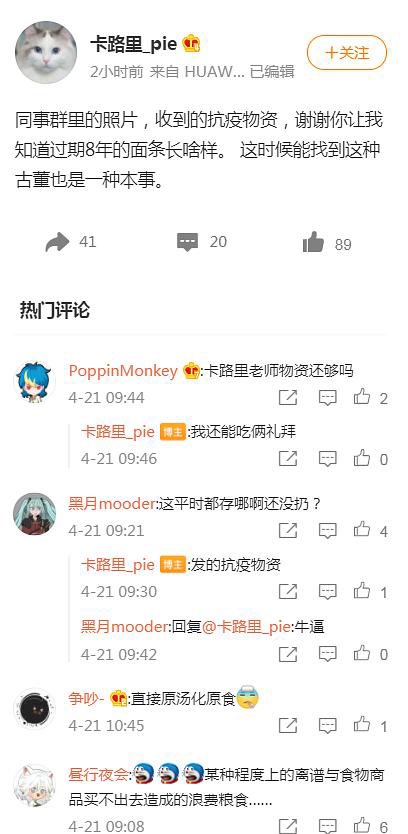 卡路里_pie
2小时前 来自 HUAW... 已编辑
＋关注
同事群里的照片，收到的抗疫物资，谢谢你让我
知道过期8年的面条长啥样。 这时候能找到这种
古董也是一种本事。
41
20
89
热门评论
PoppinMonkey :卡路里老师物资还够吗
4-21 09:44
2
卡路里_pie 博主:我还能吃俩礼拜
4-21 09:46
0
黑月mooder:这平时都存哪啊还没扔？
4-21 09:21
4
卡路里_pie 博主:发的抗疫物资
4-21 09:30
1
黑月mooder:回复@卡路里_pie:牛逼
4-21 09:42
0
争吵- :直接原汤化原食
4-21 10:45
1
昼行夜会:某种程度上的离谱与食物商
品买不出去造成的浪费粮食......
4-21 09:08
6